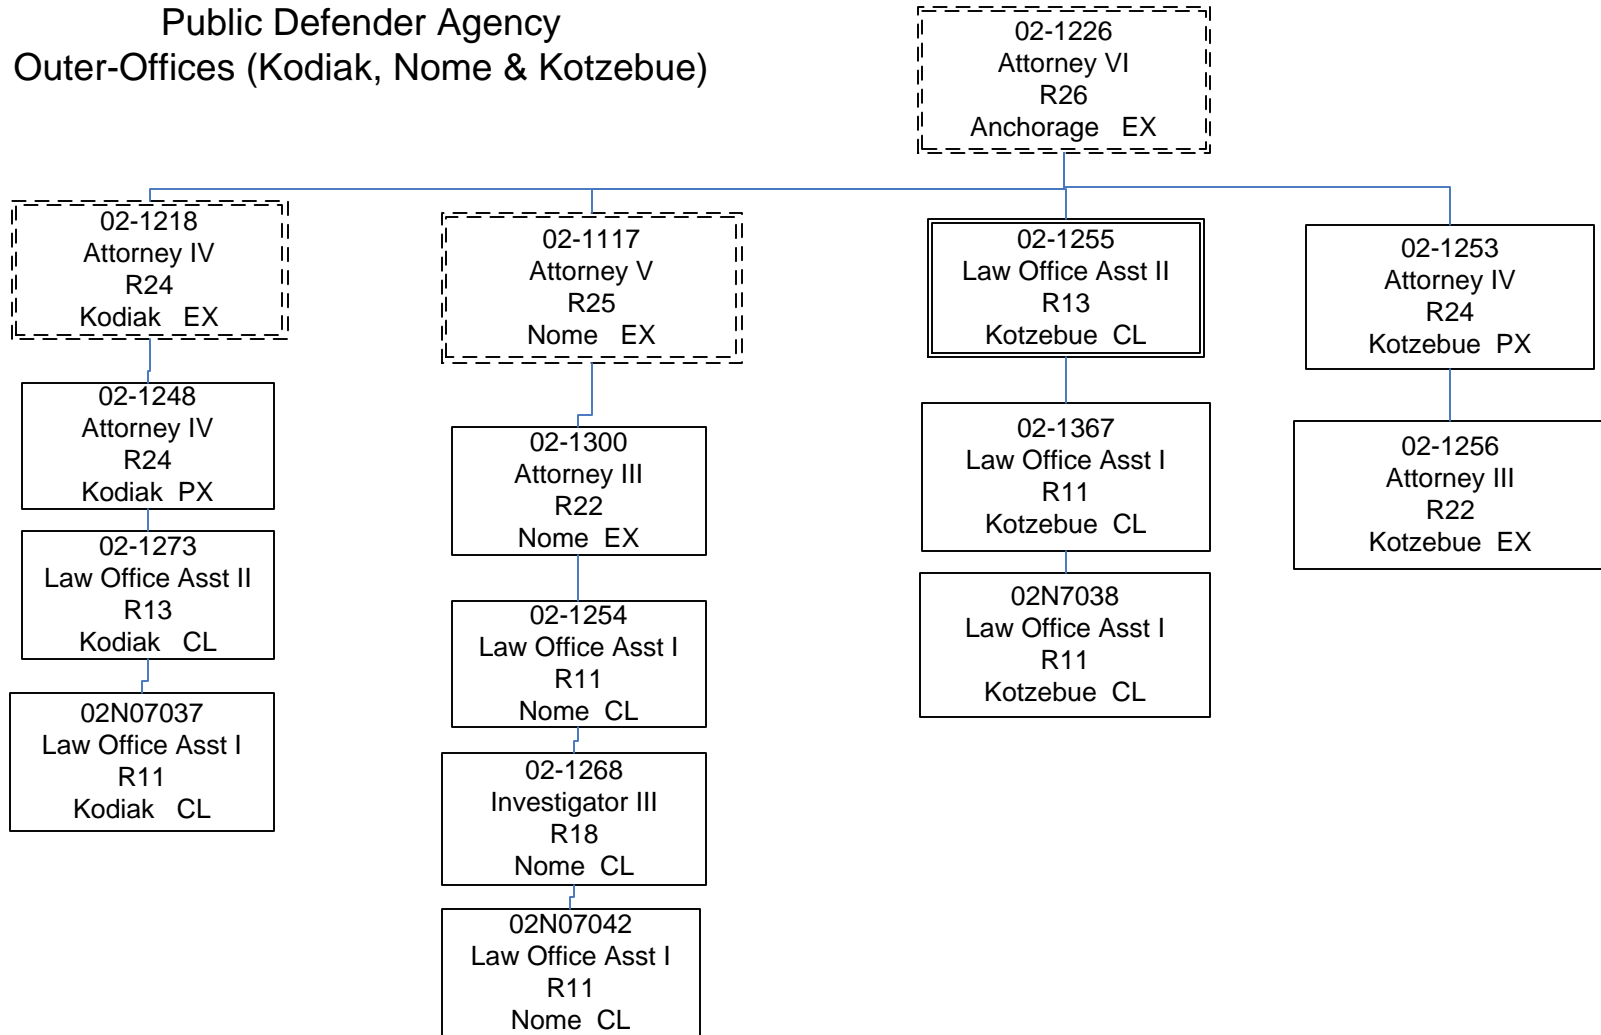 Public Defender Agency
Outer-Offices (Kodiak, Nome & Kotzebue)
02-1226
Attorney VI
R26
Anchorage EX
02-1218
Attorney IV
R24
Kodiak EX
02-1248
Attorney IV
R24
Kodiak PX
02-1273
Law Office Asst II
R13
Kodiak CL
02N07037
Law Office Asst I
R11
Kodiak CL
02-1117
Attorney V
R25
Nome EX
02-1300
Attorney III
R22
Nome EX
02-1254
Law Office Asst I
R11
Nome CL
02-1268
Investigator III
R18
Nome CL
02N07042
Law Office Asst I
R11
Nome CL
02-1255
Law Office Asst II
R13
Kotzebue CL
02-1367
Law Office Asst I
R11
Kotzebue CL
02N7038
Law Office Asst I
R11
Kotzebue CL
02-1253
Attorney IV
R24
Kotzebue PX
02-1256
Attorney III
R22
Kotzebue EX